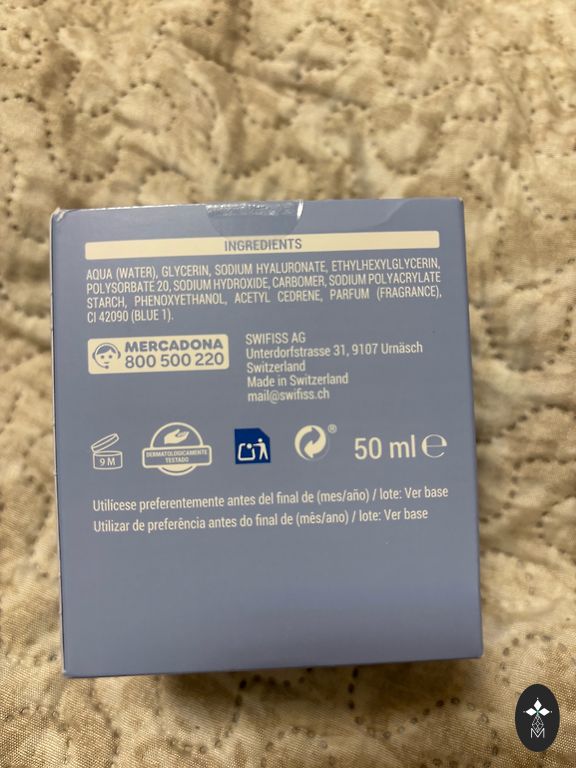 INGREDIENTS
AQUA (WATER), GLYCERIN, SODIUM HYALURONATE, ETHYLHEXYLGLYCERIN,
POLYSORBATE 20, SODIUM HYDROXIDE, CARBOMER, SODIUM POLYACRYLATE
STARCH, PHENOXYETHANOL, ACETYL CEDRENE, PARFUM (FRAGRANCE),
CI 42090 (BLUE 1).
MERCADONA
800 500 220
SWIFISS AG
Unterdorfstrasse 31, 9107 Urnäsch
Switzerland
Made in Switzerland
mail@swifiss.ch
9 M
DERMATOLÓGICAMENTE
TESTADO
®
50 ml ℮
Utilícese preferentemente antes del final de (mes/año) / lote: Ver base
Utilizar de preferência antes do final de (mês/ano) / lote: Ver base
M